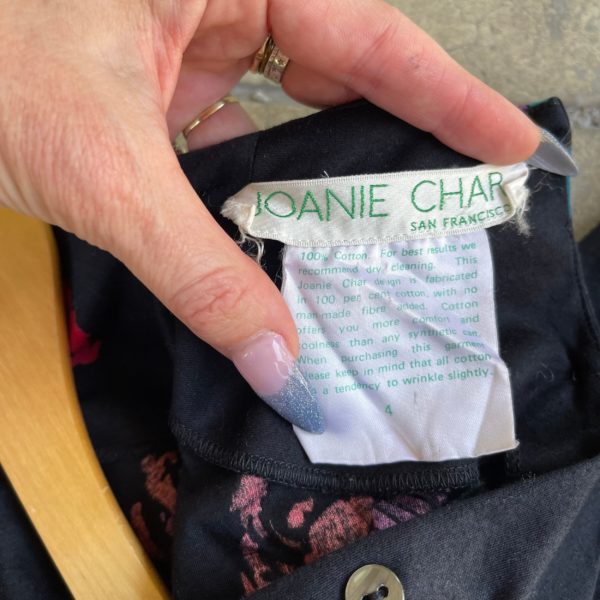 JOANIE CHAR
SAN FRANCISCO
100% Cotton. For best results we
recommend dry cleaning. This
Joanie Char design is fabricated
in 100 per cent cotton, with no
man-made fibre added. Cotton
offers you more comfort and
coolness than any synthetic can.
When purchasing this garment
please keep in mind that all cotton
a tendency to wrinkle slightly.
4